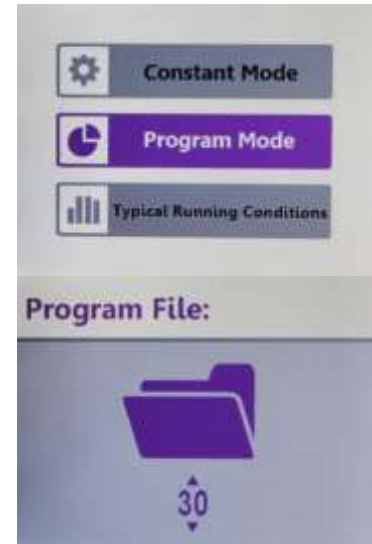 Constant Mode
Program Mode
Typical Running Conditions
Program File:
30